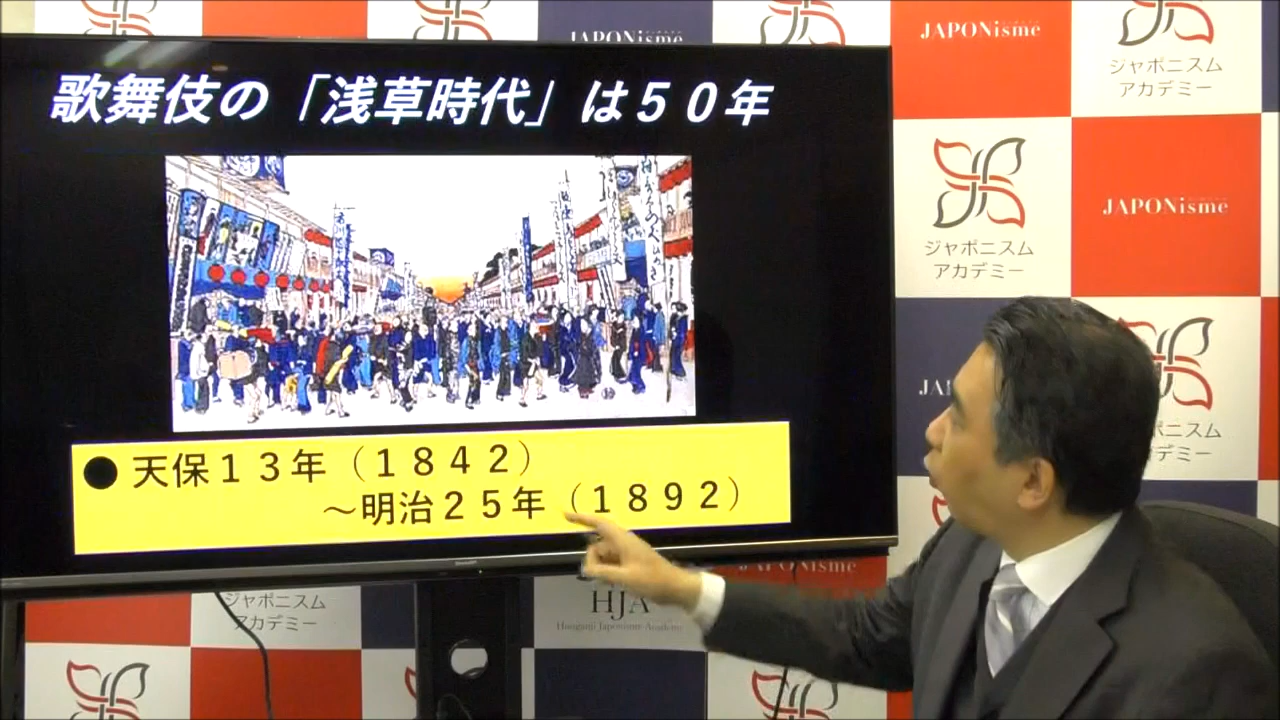 歌舞伎の「浅草時代」は５０年
●天保１３年（１８４２）
～明治２５年（１８９２）
JAPONisme
JAPONisme
ジャポニスム
アカデミー
ジャポニスム
アカデミー
JAPONisme
ジャポニスム
アカデミー
JAPONisme
HJA